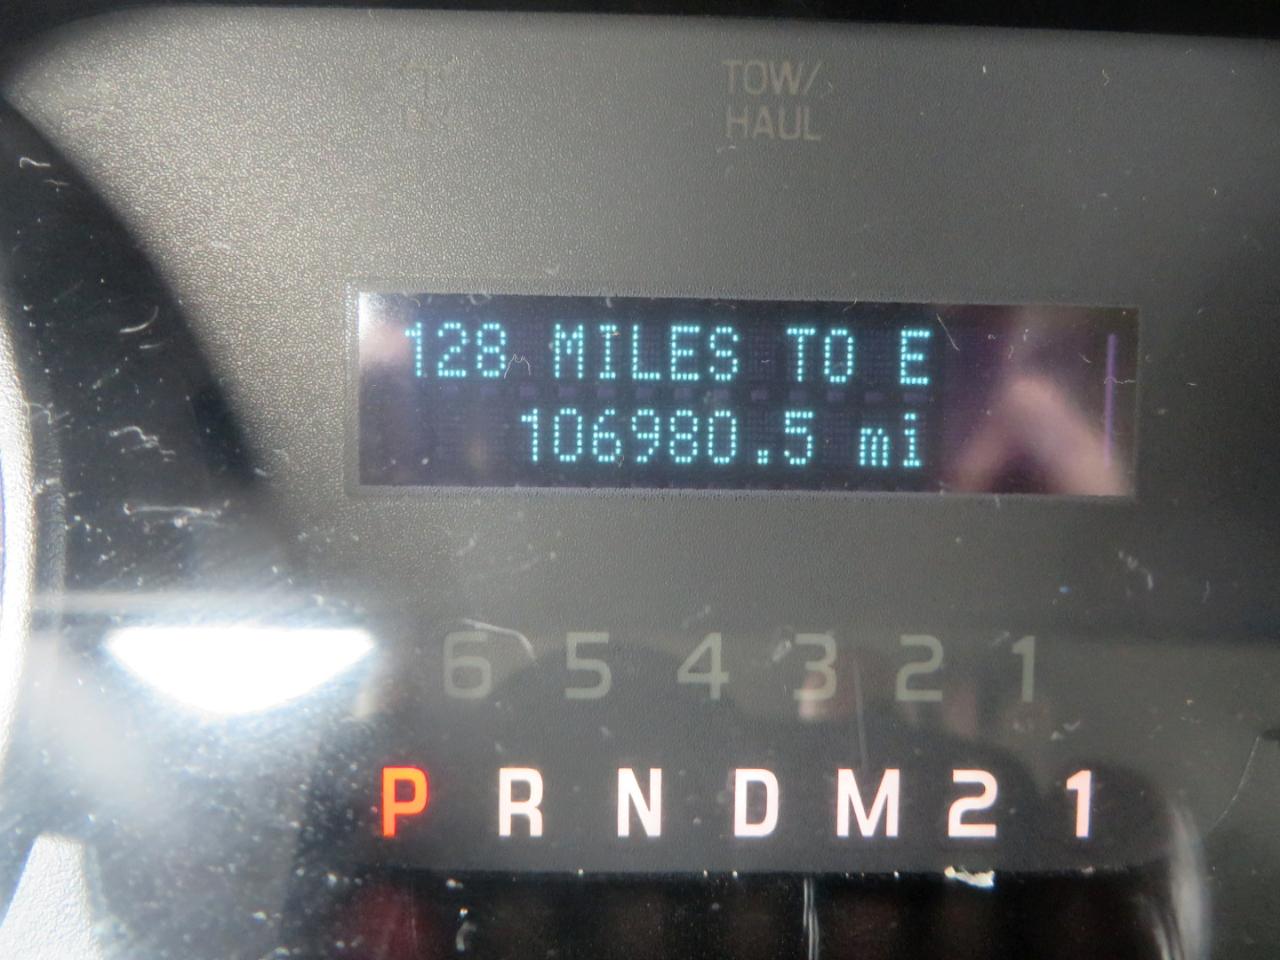 TOW/
HAUL
128 MILES TO E
106980.5 mi
6 5 4 3 2 1
P R N D M 2 1